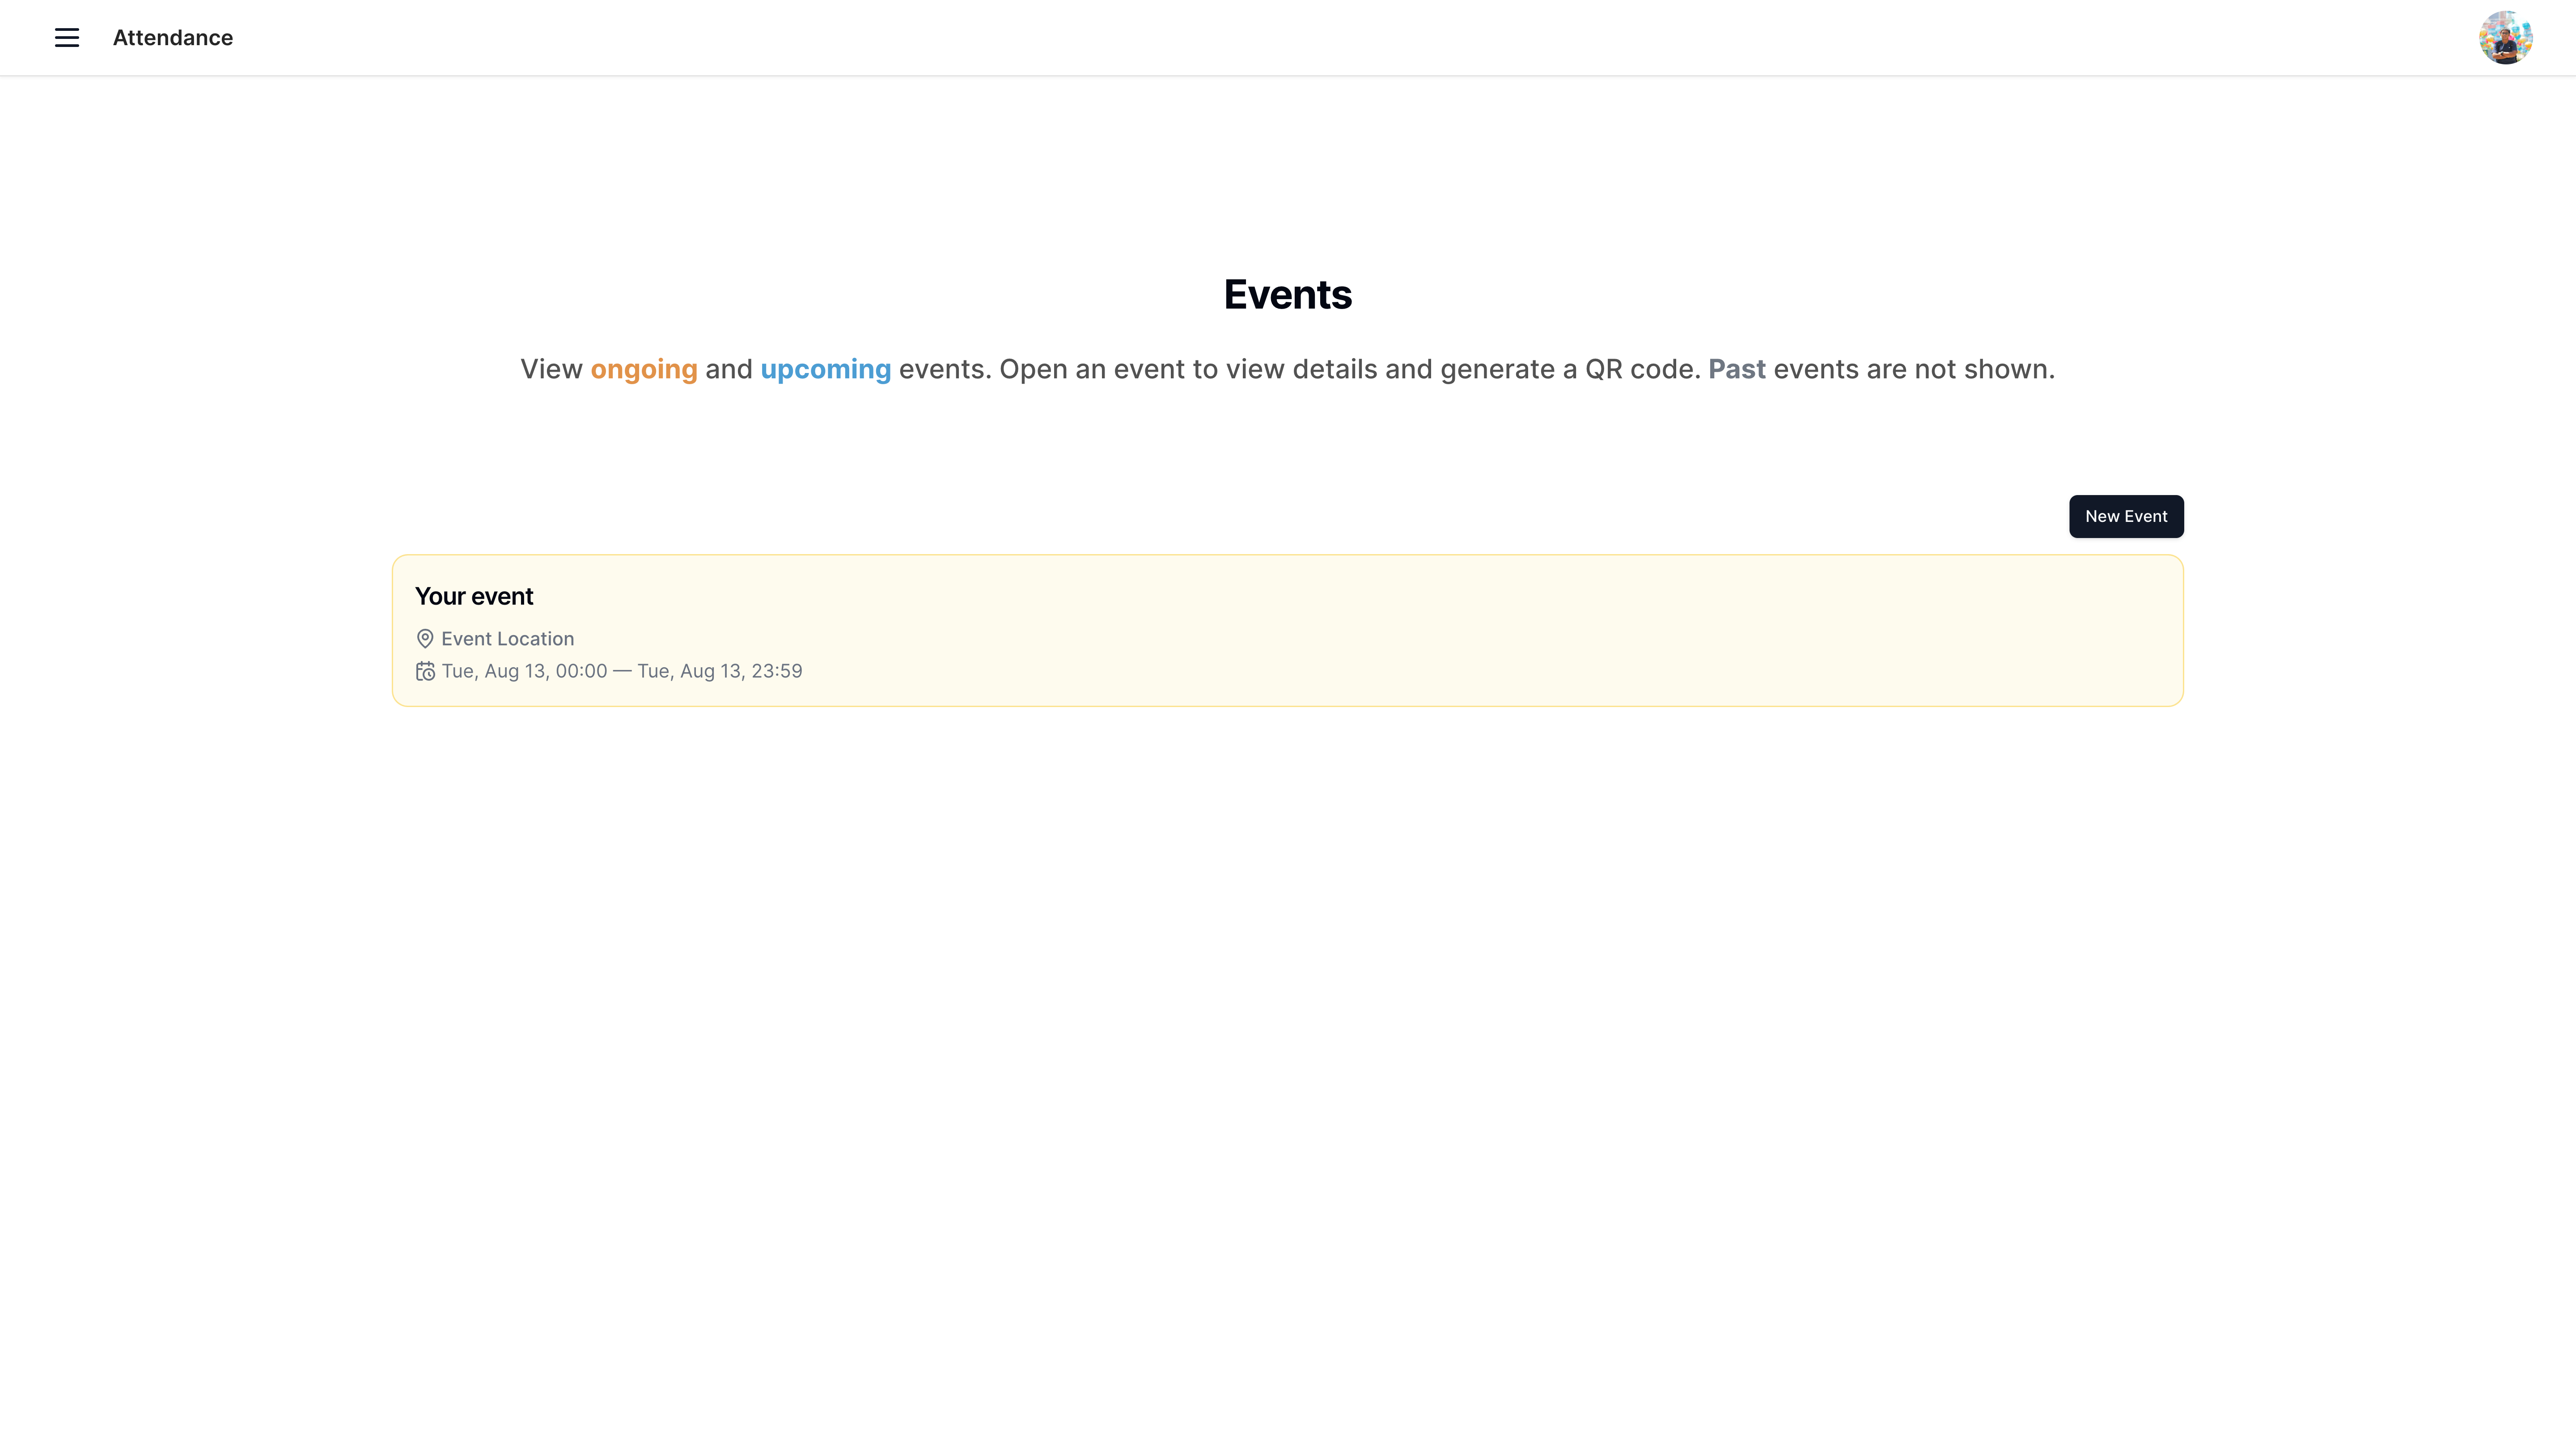 Attendance
Events
View ongoing and upcoming events. Open an event to view details and generate a QR code. Past events are not shown.
New Event
Your event
Event Location
Tue, Aug 13, 00:00 — Tue, Aug 13, 23:59